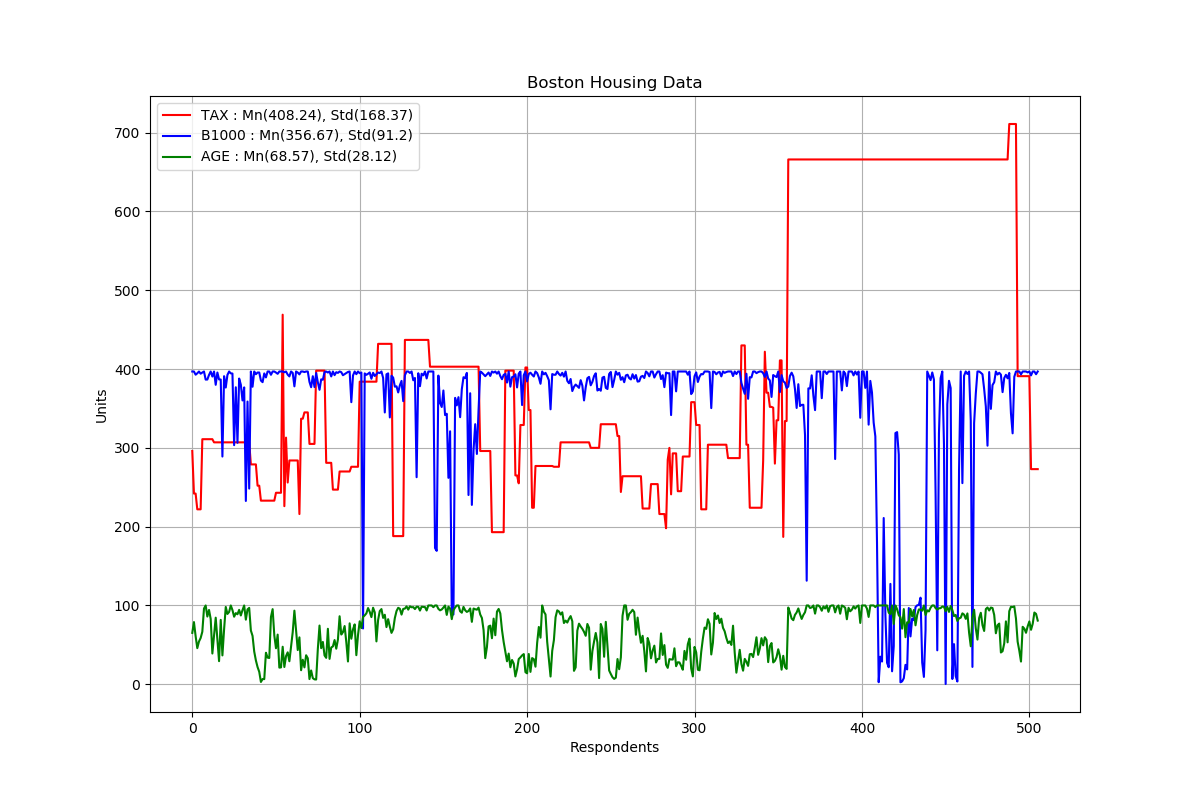 Boston Housing Data
TAX : Mn(408.24), Std(168.37)
B1000 : Mn(356.67), Std(91.2)
AGE : Mn(68.57), Std(28.12)
700
600
500
400
300
200
100
0
Units
0 100 200 300 400 500
Respondents